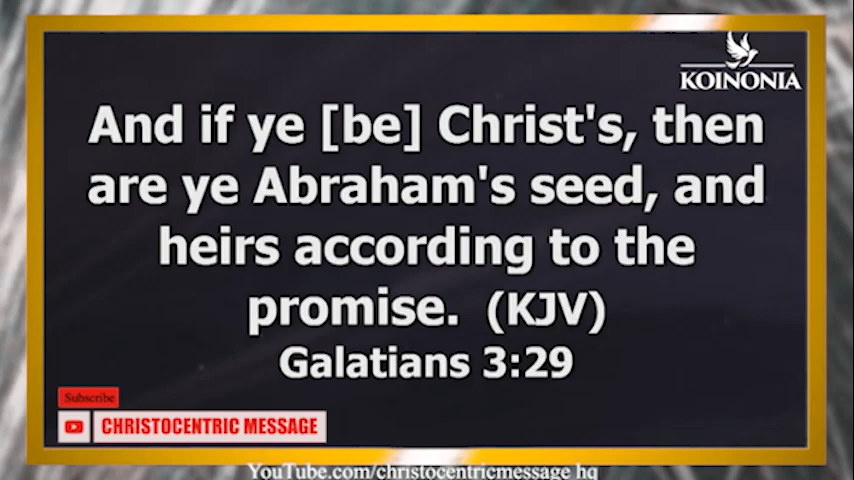 KOINONIA
And if ye [be] Christ's, then
are ye Abraham's seed, and
heirs according to the
promise. (KJV)
Galatians 3:29
Subscribe
CHRISTOCENTRIC MESSAGE
YouTube.com/christocentricmessage hq